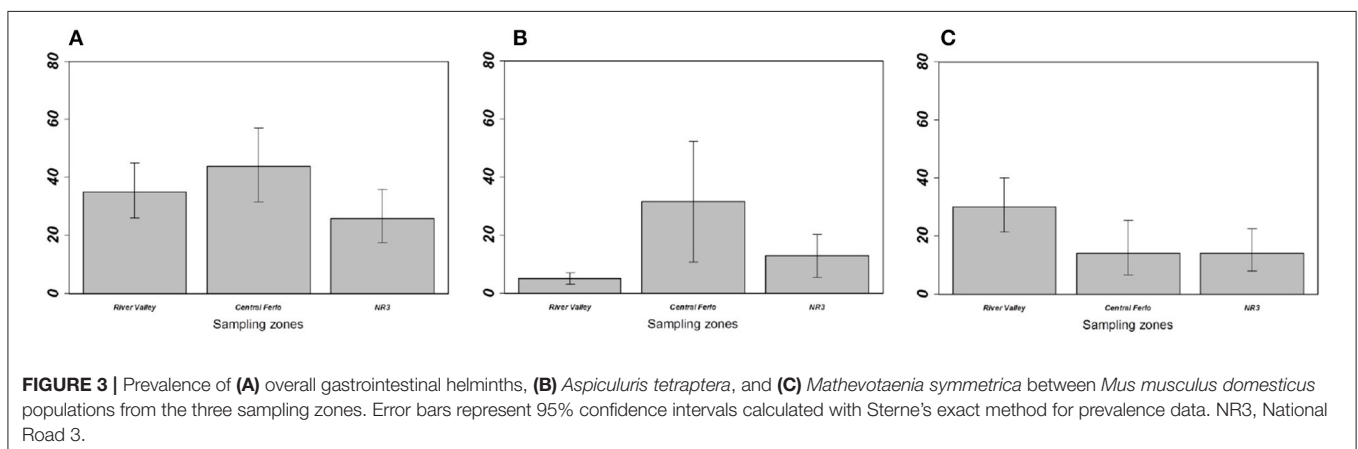 A
B
C
80
60
40
20
0
River Valley
Central Ferlo
NR3
Sampling zones
80
60
40
20
0
River Valley
Central Ferlo
NR3
Sampling zones
80
60
40
20
0
River Valley
Central Ferlo
NR3
Sampling zones
FIGURE 3 | Prevalence of (A) overall gastrointestinal helminths, (B) Aspiculuris tetraptera, and (C) Mathevotaenia symmetrica between Mus musculus domesticus
populations from the three sampling zones. Error bars represent 95% confidence intervals calculated with Sterne's exact method for prevalence data. NR3, National
Road 3.